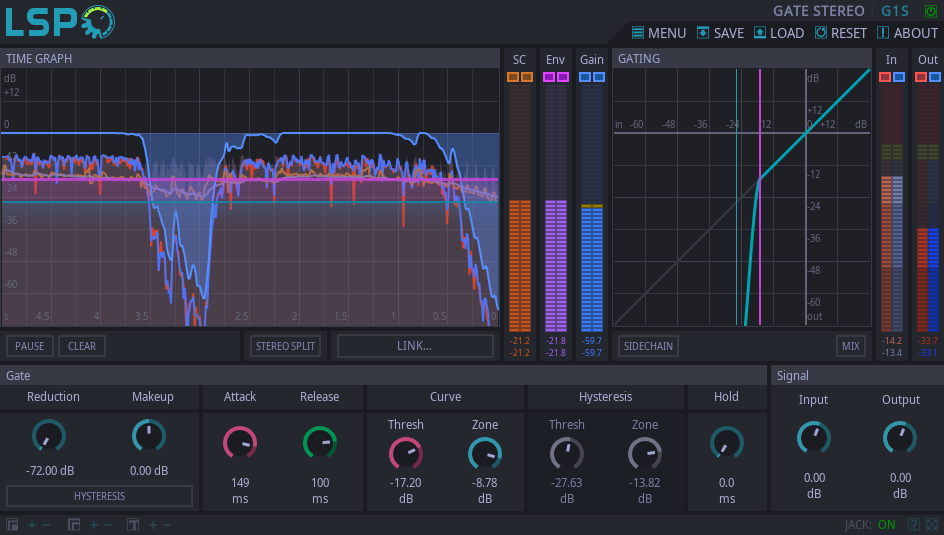 LSP
GATE STEREO G1S
MENU SAVE LOAD RESET ABOUT
TIME GRAPH
SC Env Gain
GATING
In Out
dB
+12
0
-12
-24
-36
-48
-60
s 4.5 4 3.5 2.5 2 1.5 1 0.5 0
dB
+12
in -60 -48 -36 -24 -12 +12 dB
-12
-24
-36
-48
-60
out
PAUSE CLEAR STEREO SPLIT LINK...
-21.2 -21.8 -59.7
-21.2 -21.8 -59.7
SIDECHAIN MIX
-14.2 -33.7
-13.4 -33.1
Gate Signal
Reduction Makeup Attack Release Curve Hysteresis Hold Input Output
Thresh Zone Thresh Zone
-72.00 dB 0.00 dB
149 ms
100 ms
-17.20 dB
-8.78 dB
-27.63 dB
-13.82 dB
0.0 ms
0.00 dB
0.00 dB
HYSTERESIS
+ − + − + −
JACK: ON ?